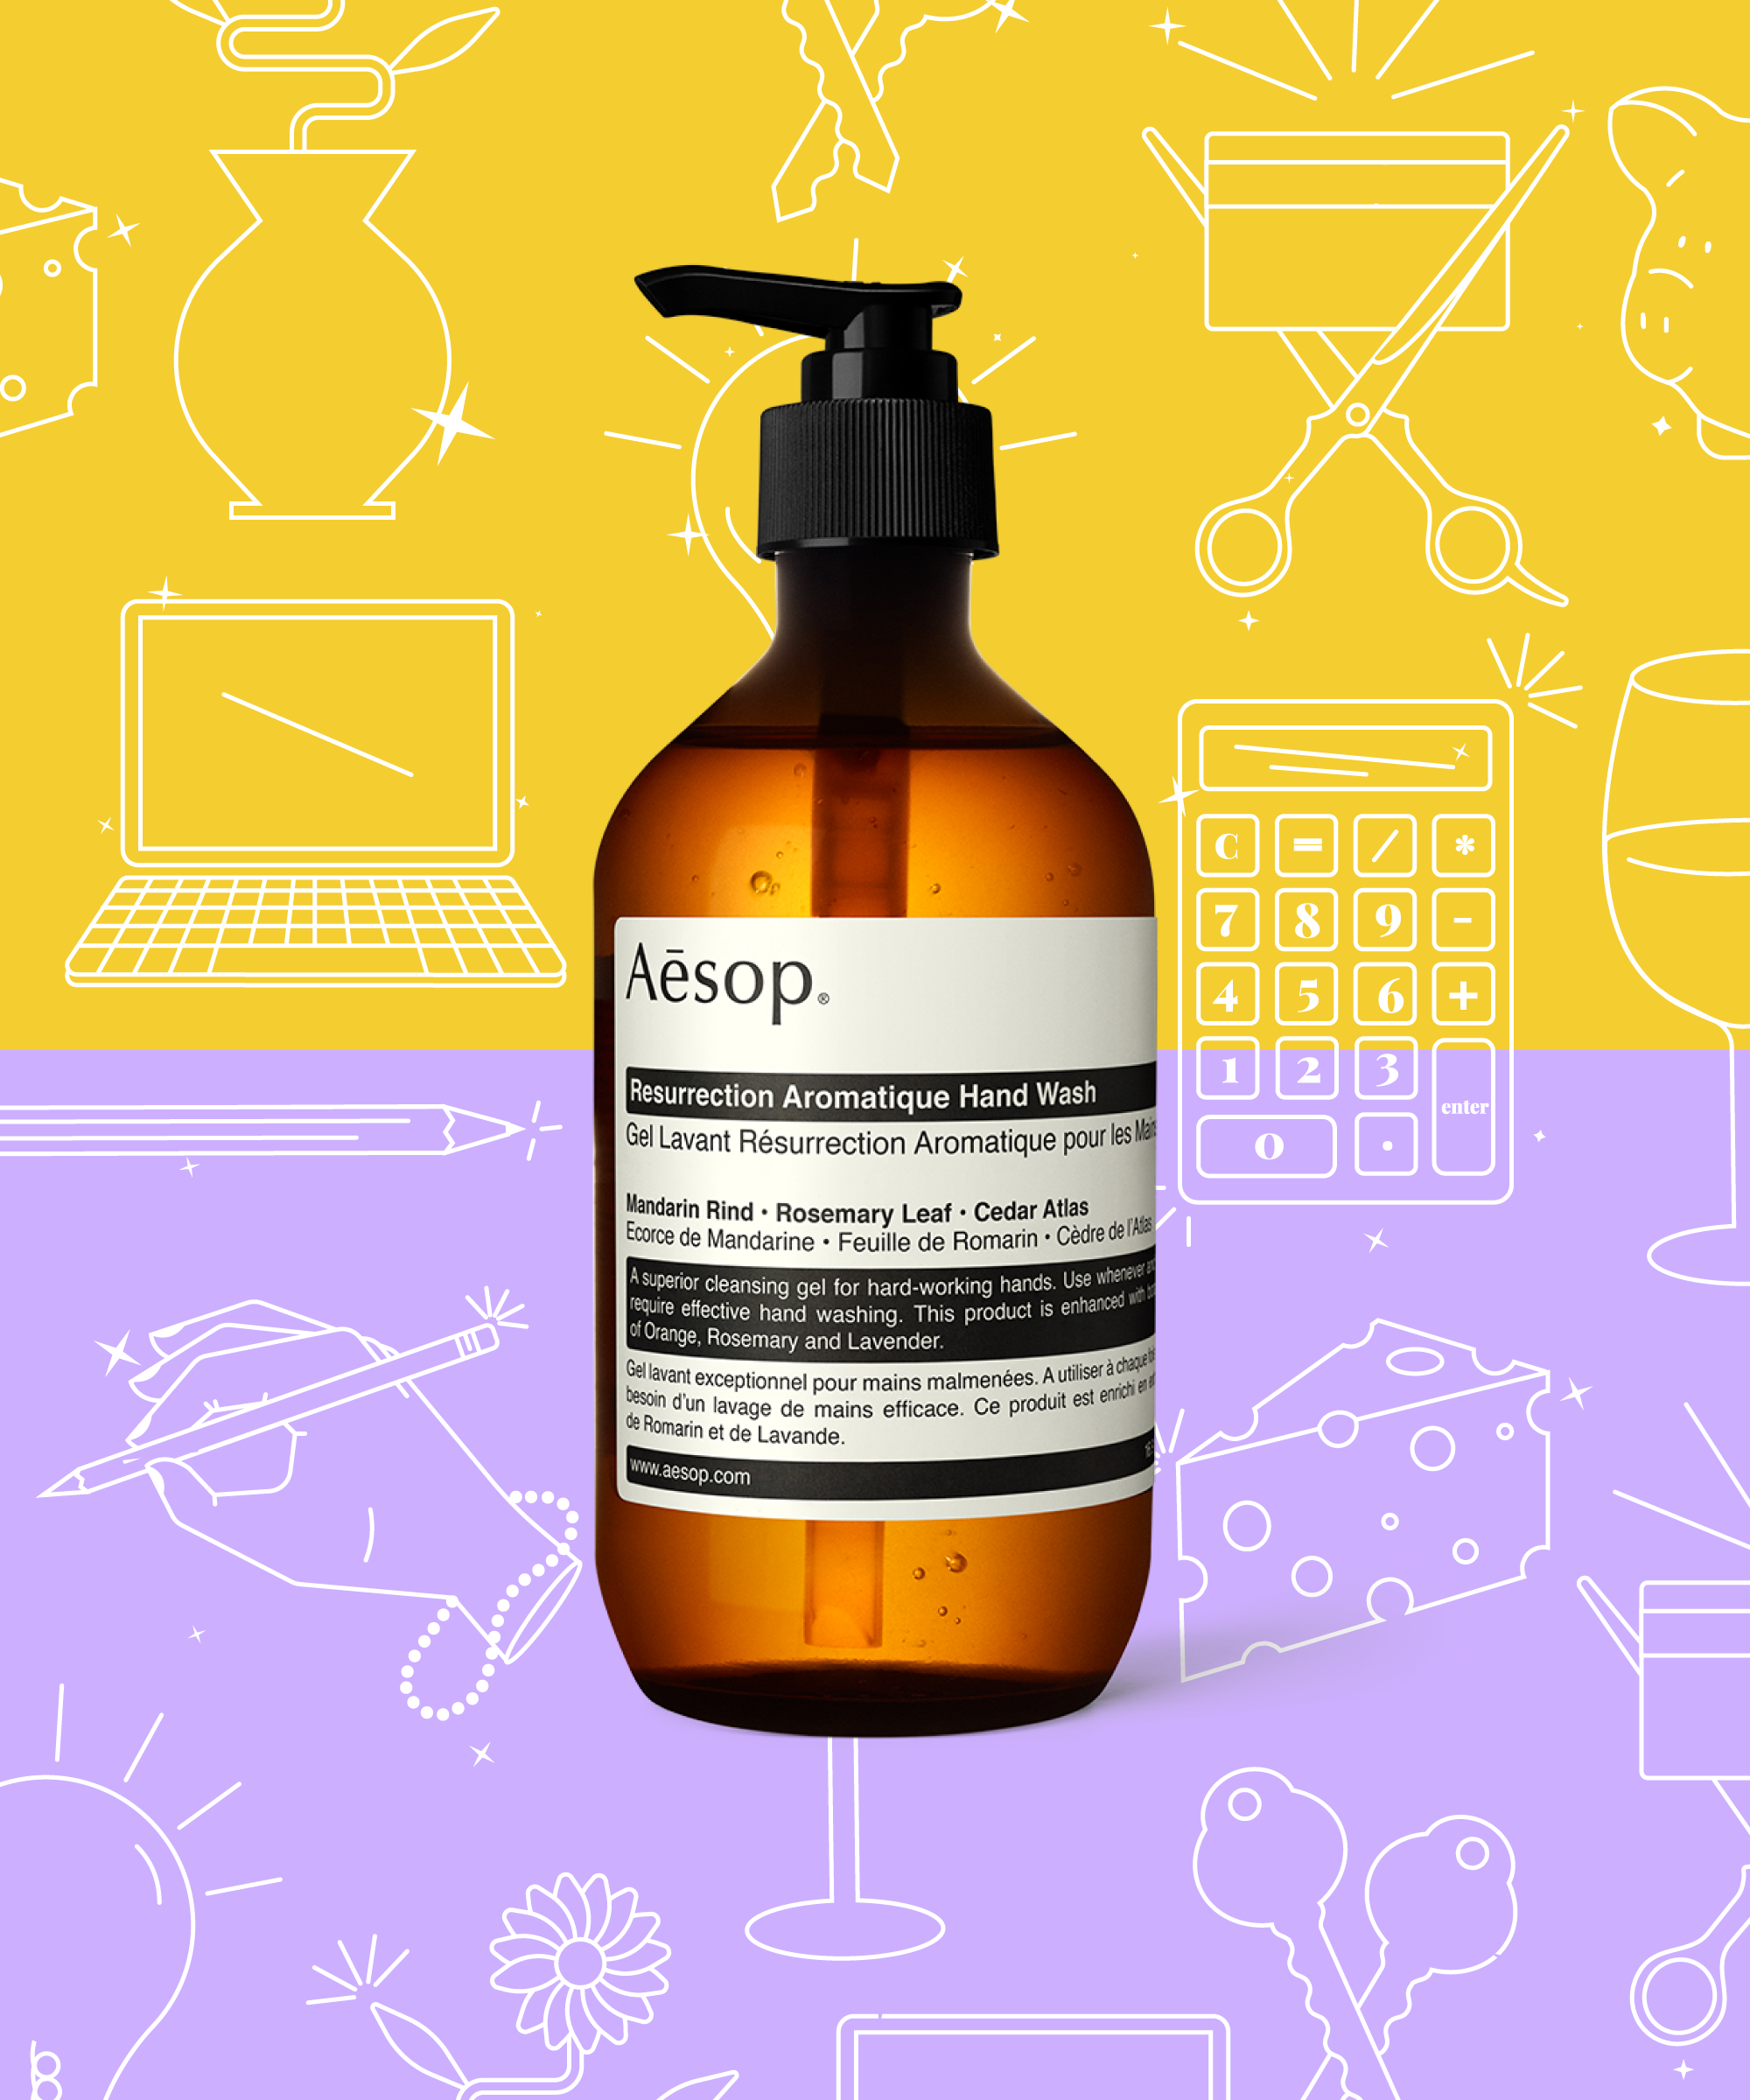 Aēsop®
Resurrection Aromatique Hand Wash
Gel Lavant Résurrection Aromatique pour les
Mandarin Rind • Rosemary Leaf • Cedar Atlas
Ecorce de Mandarine • Feuille de Romarin • Cèdre de l'Atlas
A superior cleansing gel for hard-working hands. Use whenever
require effective hand washing. This product is enhanced with
of Orange, Rosemary and Lavender.
Gel lavant exceptionnel pour mains malmenées. A utiliser à chaque
besoin d'un lavage de mains efficace. Ce produit est enrichi en
de Romarin et de Lavande.
www.aesop.com
C = / *
7 8 9 -
4 5 6 +
1 2 3
enter
0 .